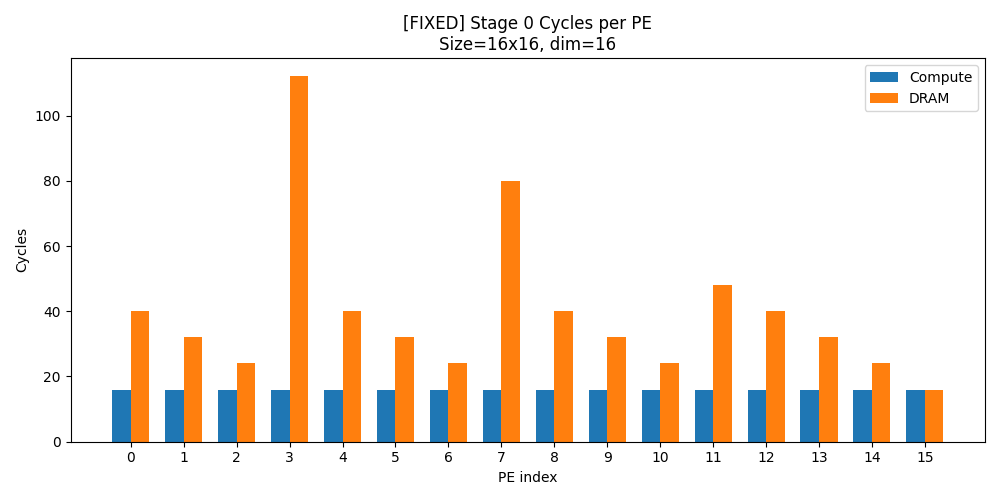 [FIXED] Stage 0 Cycles per PE
Size=16x16, dim=16
Compute
DRAM
100
80
60
40
20
0
Cycles
0 1 2 3 4 5 6 7 8 9 10 11 12 13 14 15
PE index